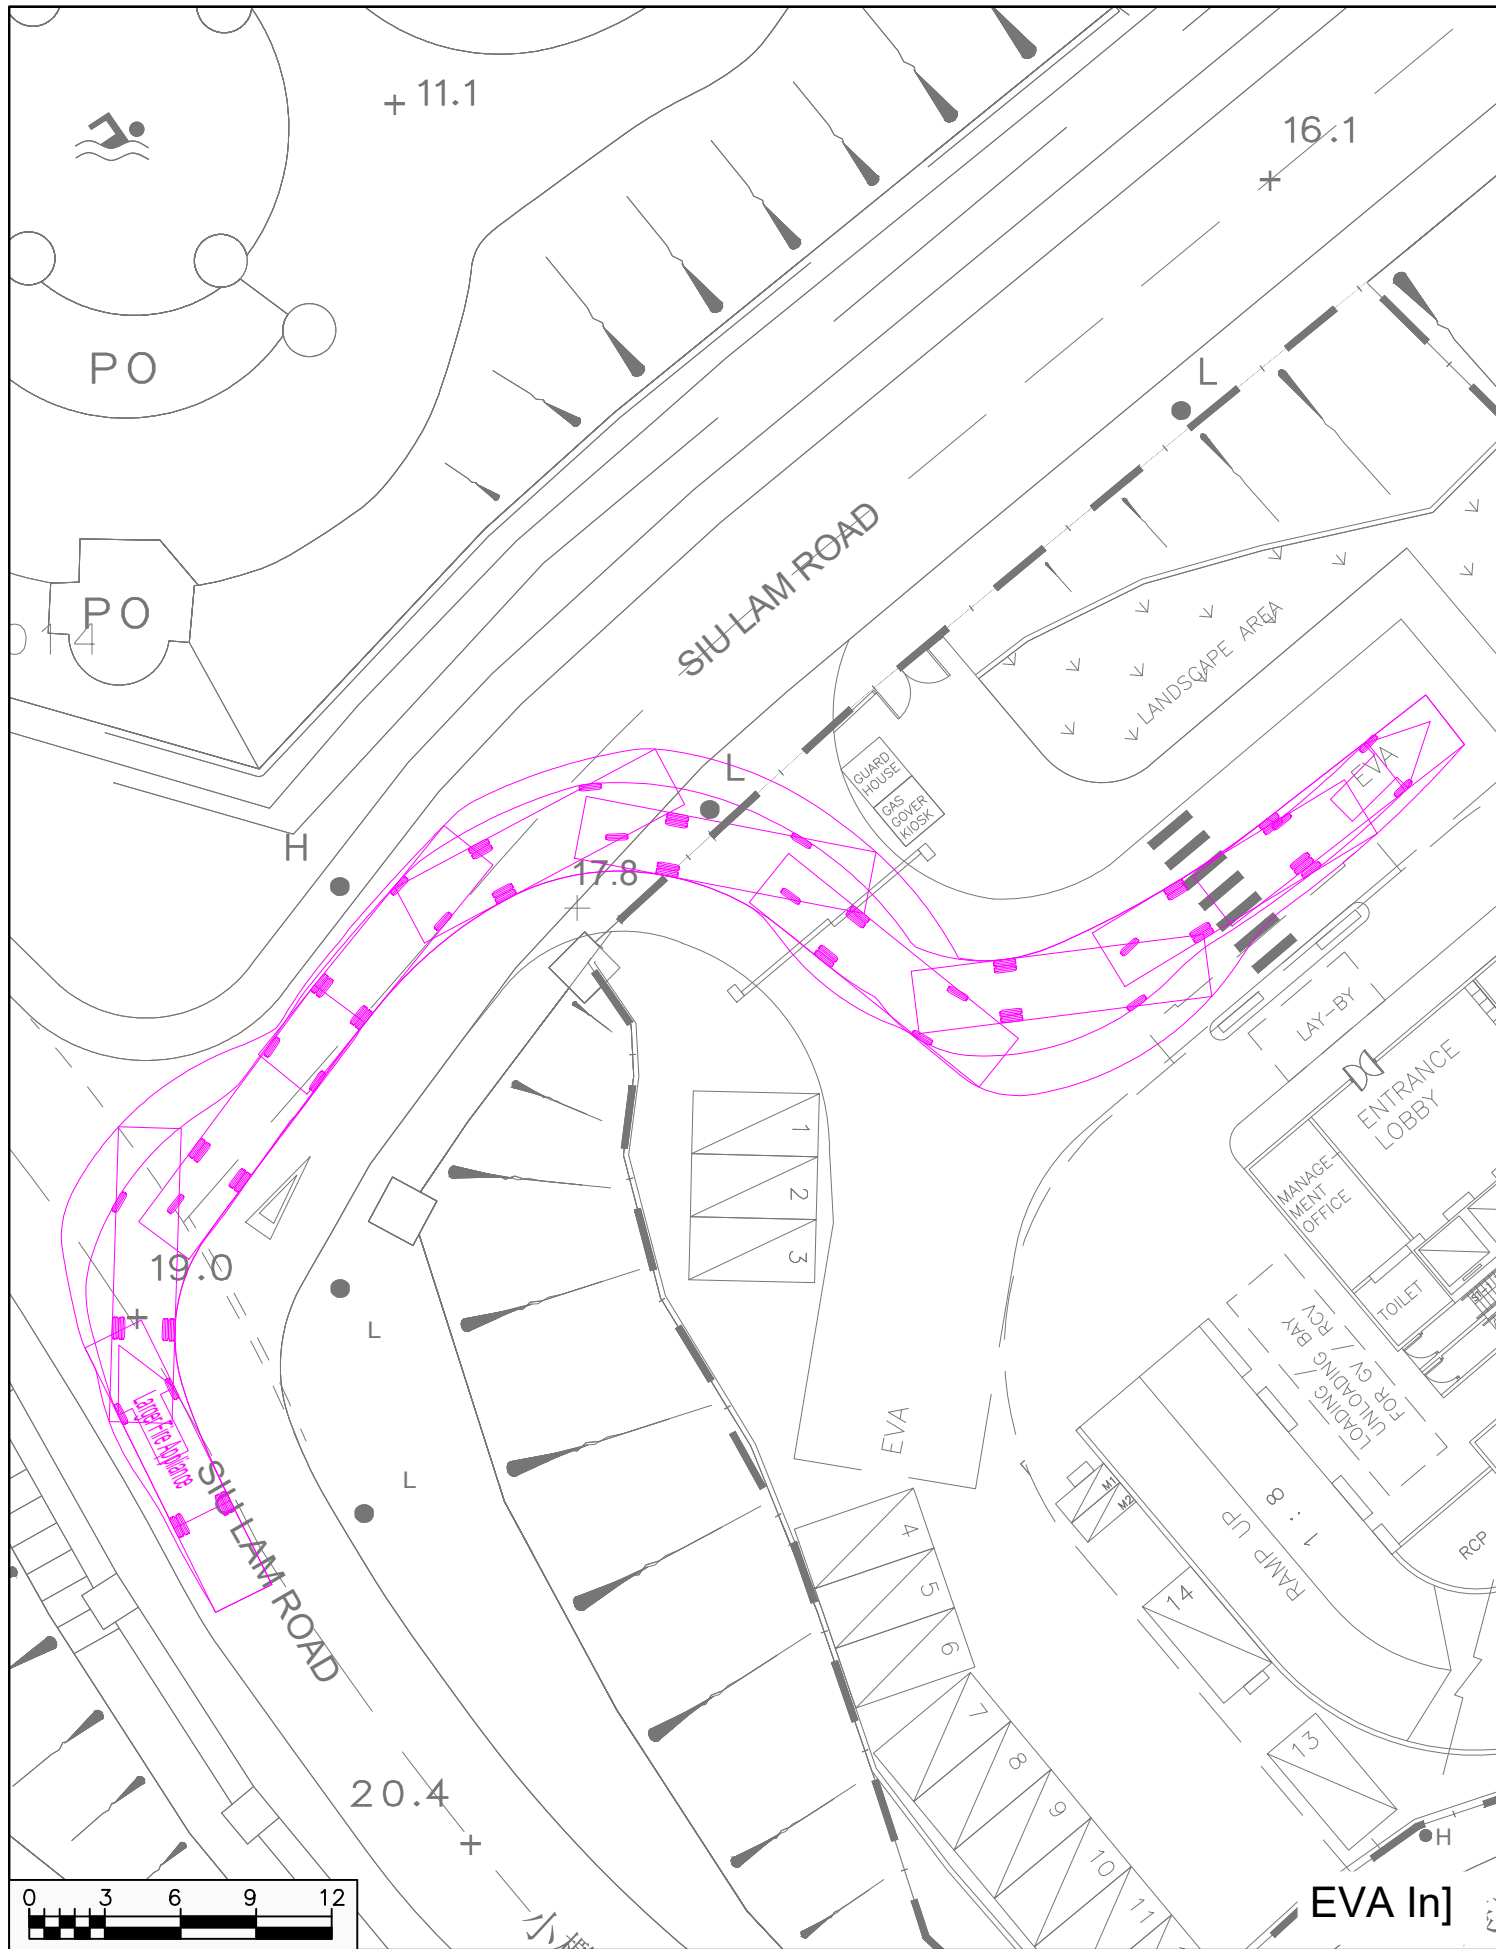 11.1
16.1
PO
L
SIU LAM ROAD
PO
014
LANDSCAPE AREA
GUARD
HOUSE
GAS
GOVER
KIOSK
EVA
L
H
17.8
LAY-BY
ENTRANCE
LOBBY
MANAGE-
MENT
OFFICE
TOILET
1
2
3
19.0
L
LOADING /
UNLOADING BAY
FOR GV / RCV
Larger Fire Appliance
SIU LAM ROAD
L
EVA
M1
M2
RAMP UP
1 : 8
RCP
4
5
6
7
8
9
10
11
14
13
20.4
H
小欖
0 3 6 9 12
EVA In]